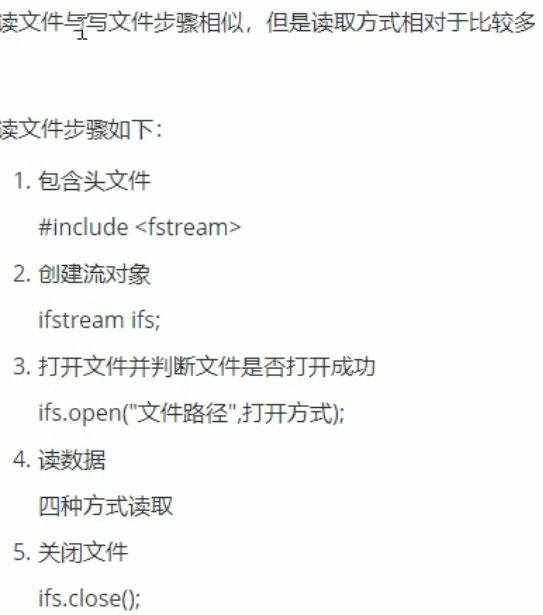 读文件与写文件步骤相似，但是读取方式相对于比较多
读文件步骤如下：
1. 包含头文件
#include <fstream>
2. 创建流对象
ifstream ifs;
3. 打开文件并判断文件是否打开成功
ifs.open("文件路径",打开方式);
4. 读数据
四种方式读取
5. 关闭文件
ifs.close();